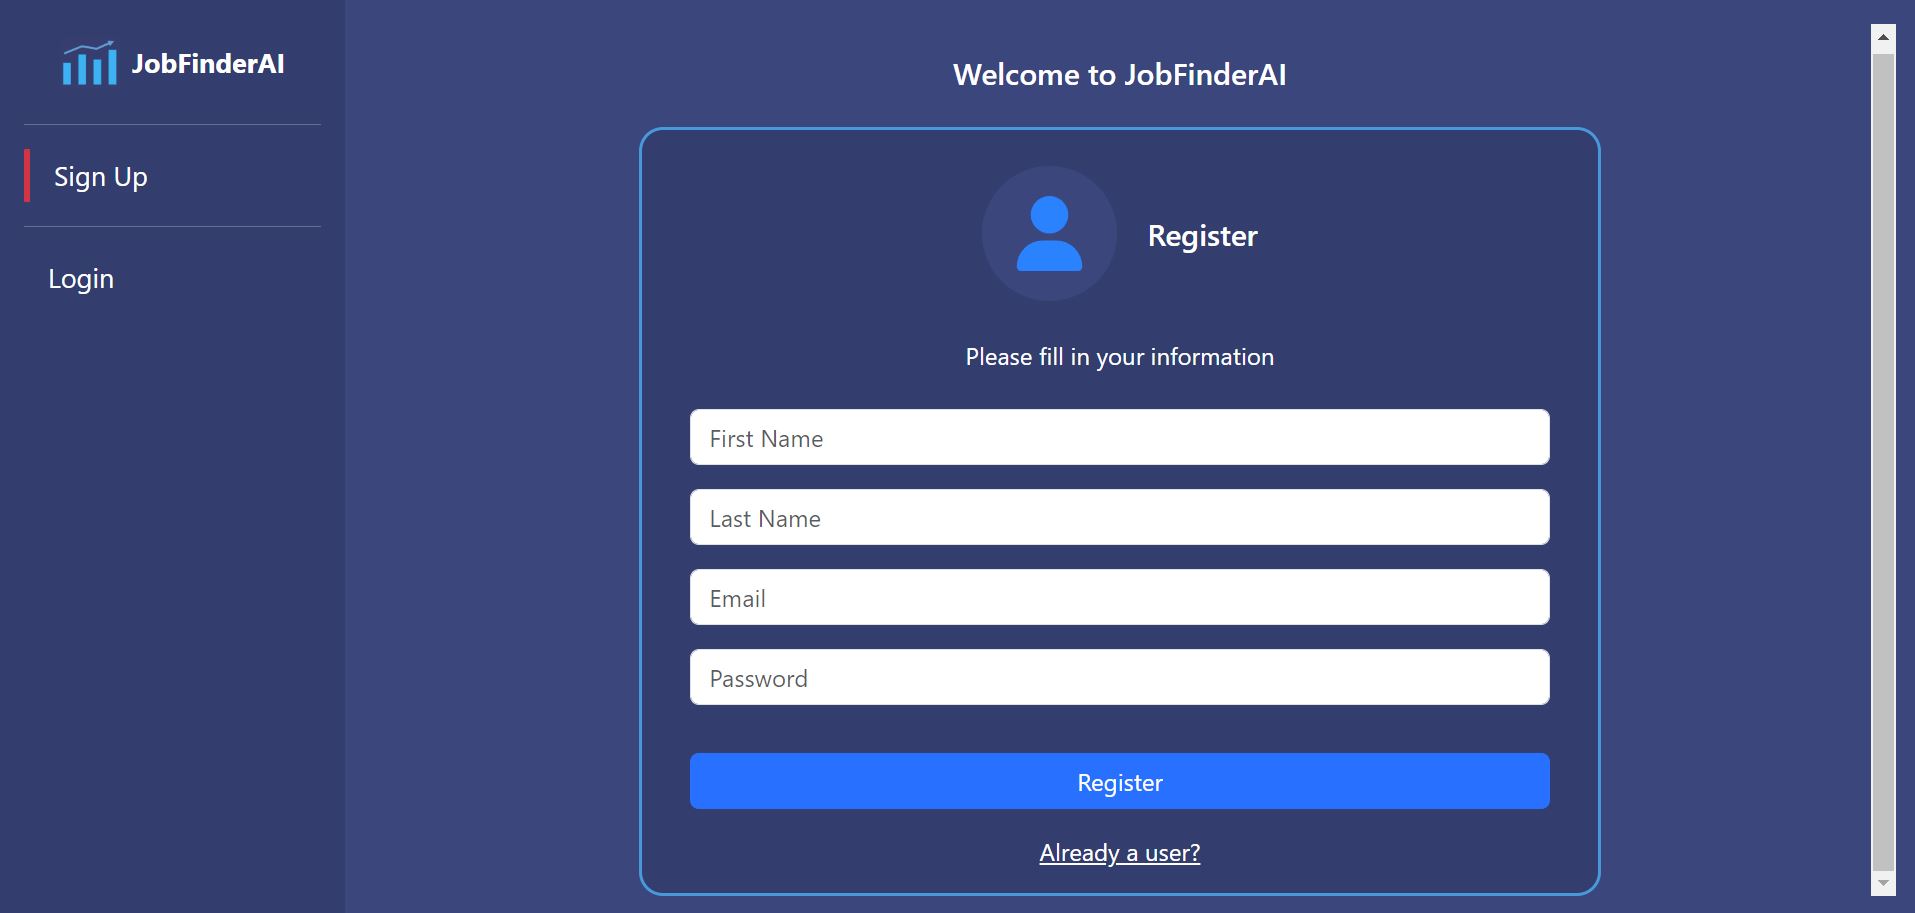 JobFinderAI
Sign Up
Login
Welcome to JobFinderAI
Register
Please fill in your information
First Name
Last Name
Email
Password
Register
Already a user?